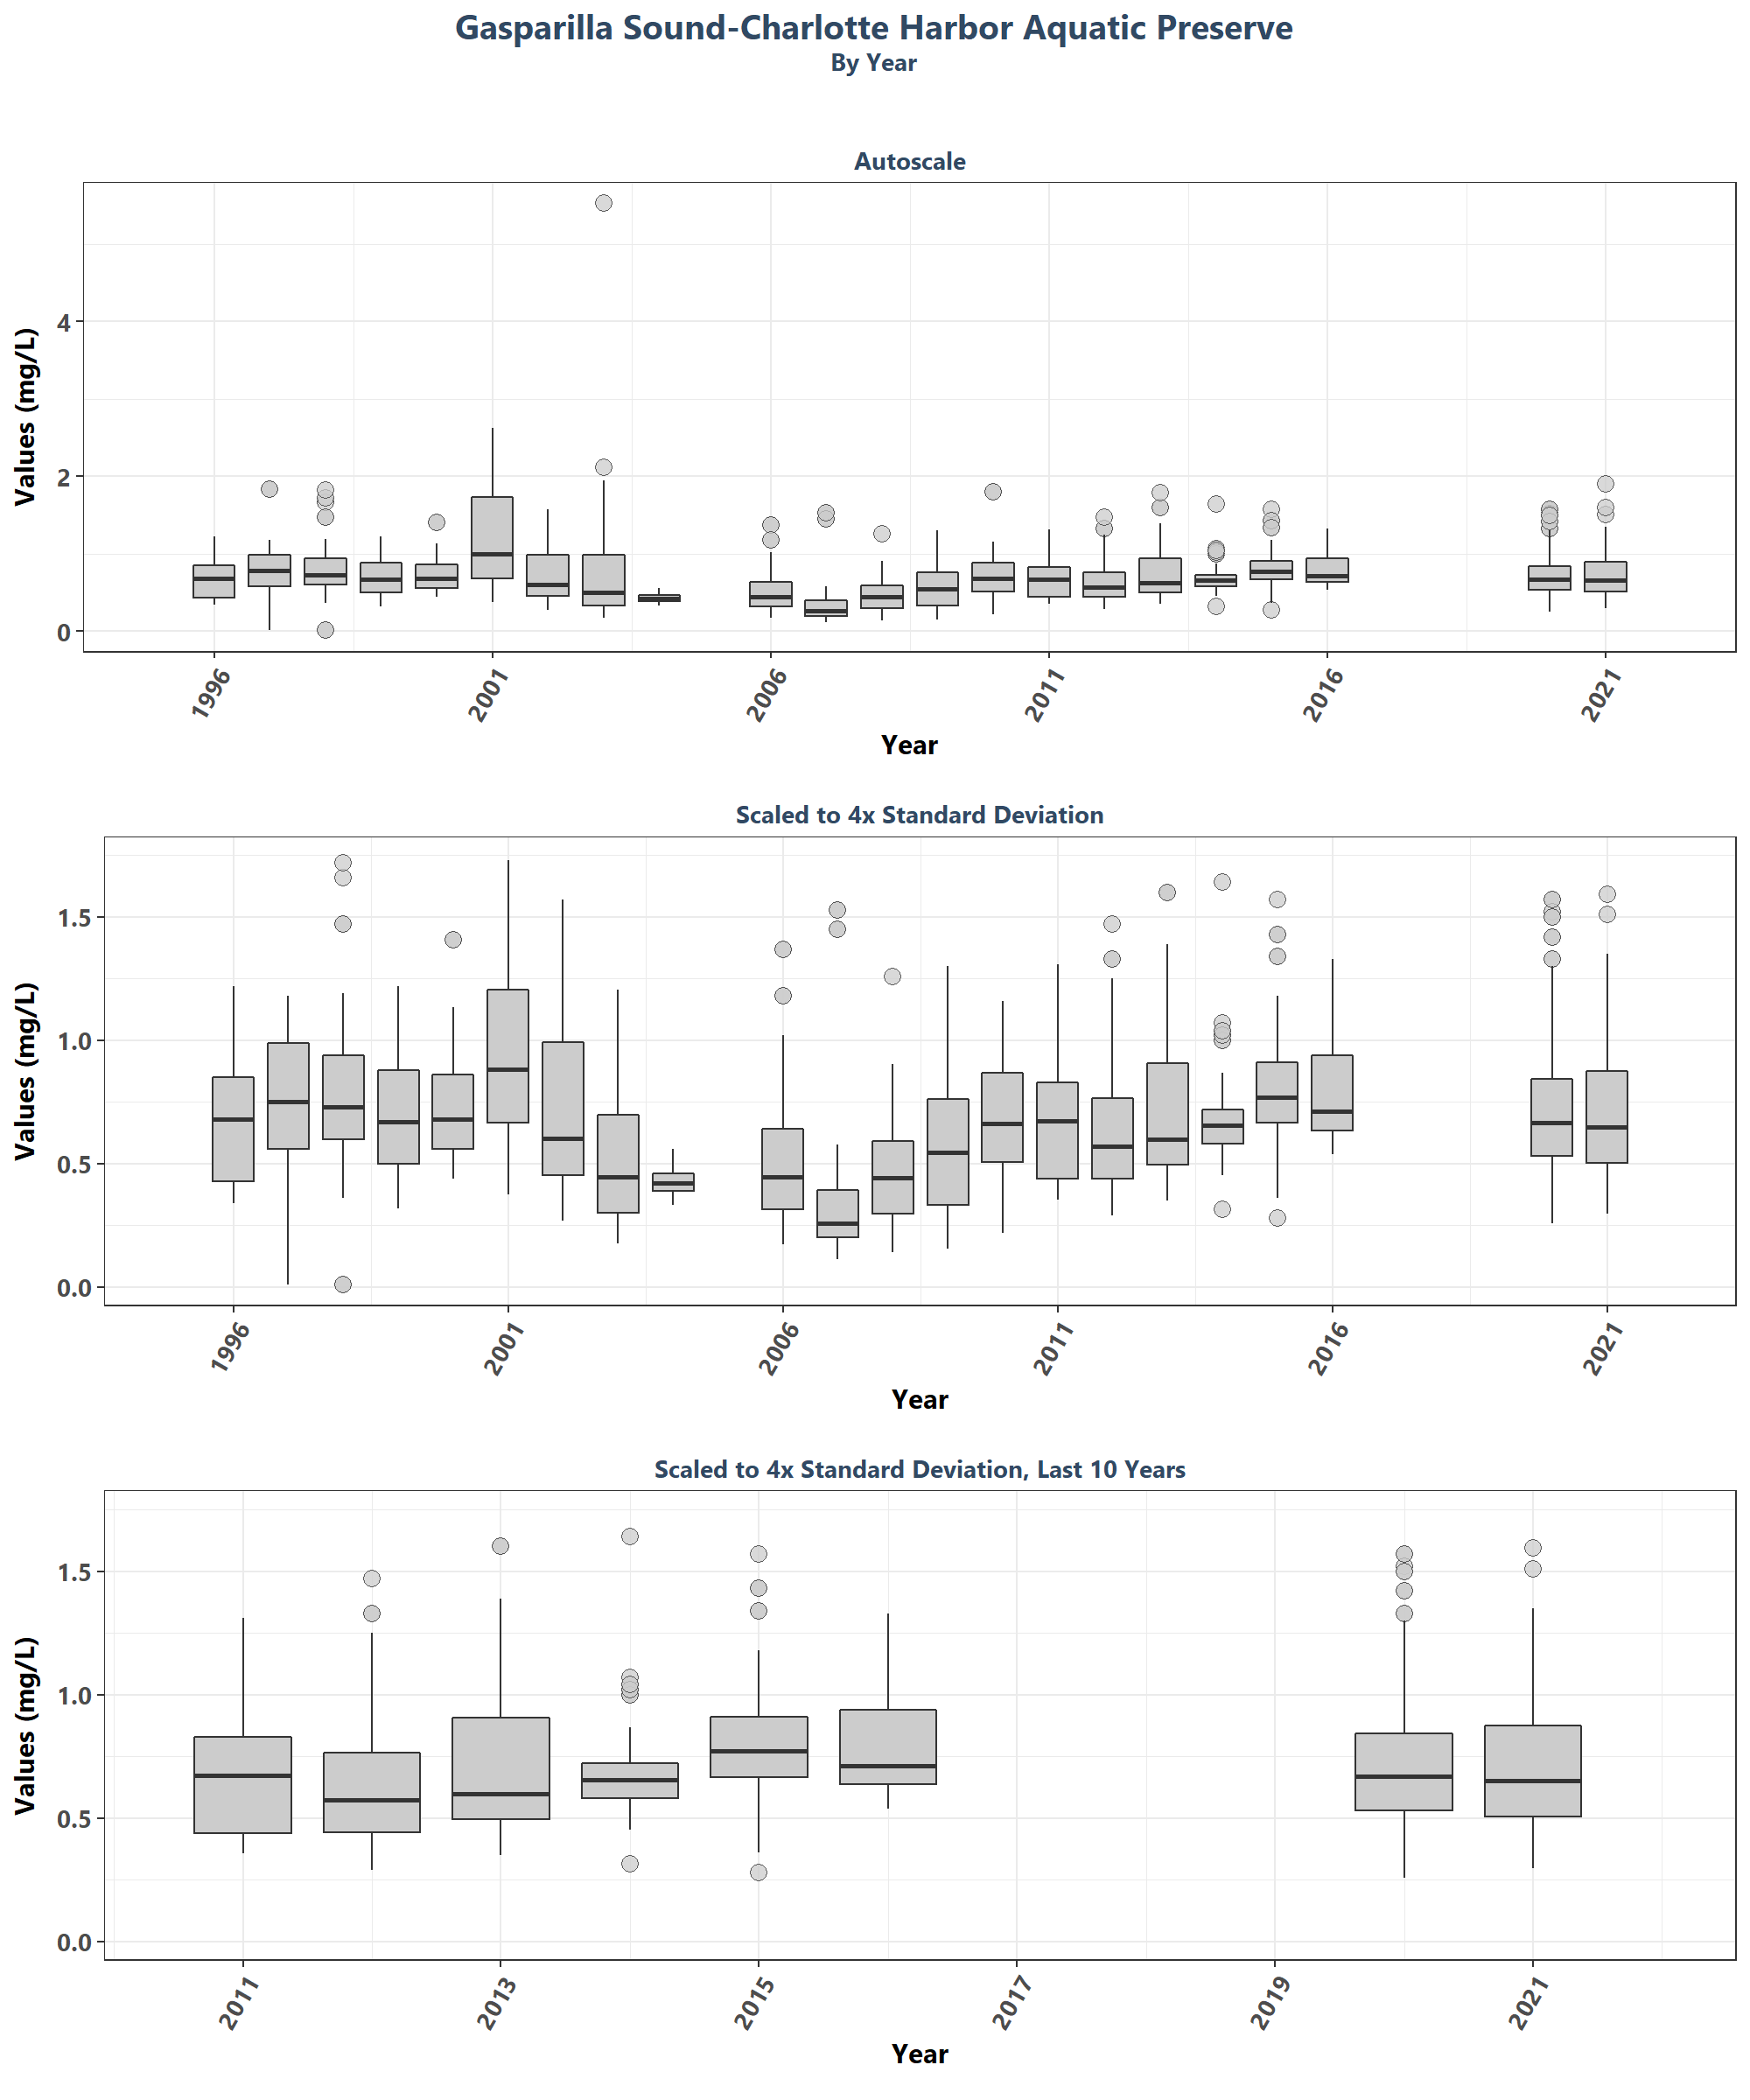 Gasparilla Sound-Charlotte Harbor Aquatic Preserve
By Year
Autoscale
Values (mg/L)
4
2
0
1996
2001
2006
2011
2016
2021
Year
Scaled to 4x Standard Deviation
Values (mg/L)
1.5
1.0
0.5
0.0
1996
2001
2006
2011
2016
2021
Year
Scaled to 4x Standard Deviation, Last 10 Years
Values (mg/L)
1.5
1.0
0.5
0.0
2011
2013
2015
2017
2019
2021
Year